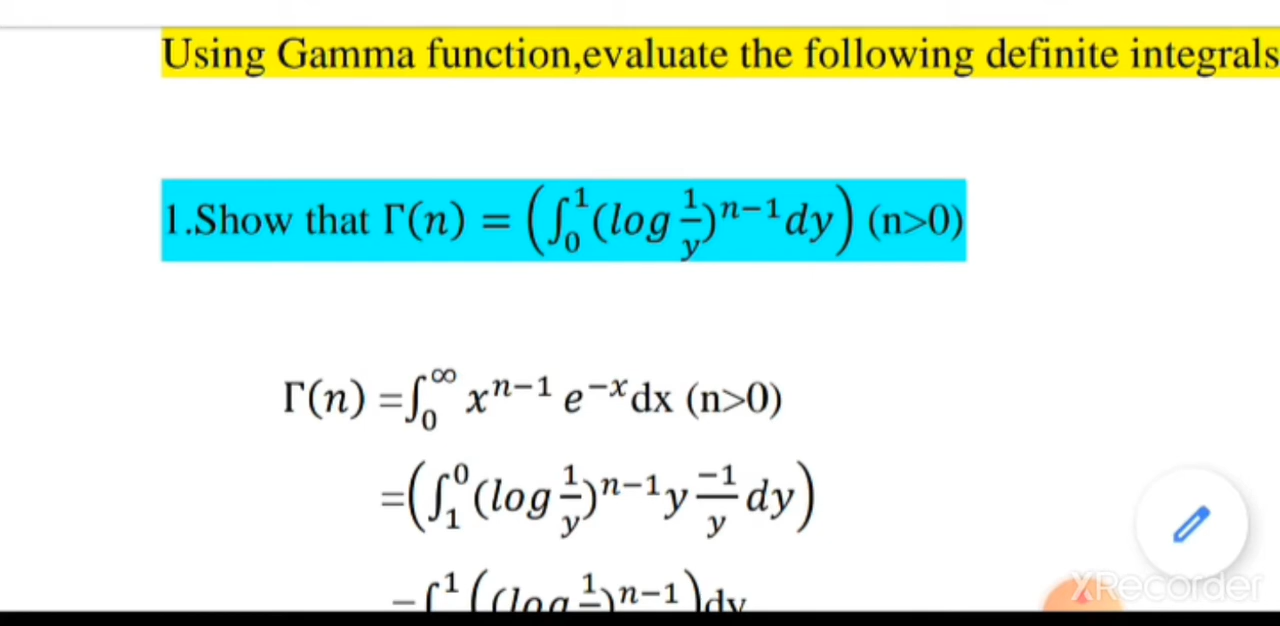 Using Gamma function,evaluate the following definite integrals
1.Show that Γ(n) = (∫₀¹(log 1/y)ⁿ⁻¹dy) (n>0)
Γ(n) =∫₀^∞ xⁿ⁻¹ e⁻ˣdx (n>0)
=(∫₁⁰(log 1/y)ⁿ⁻¹y −1/y dy)
XRecorder